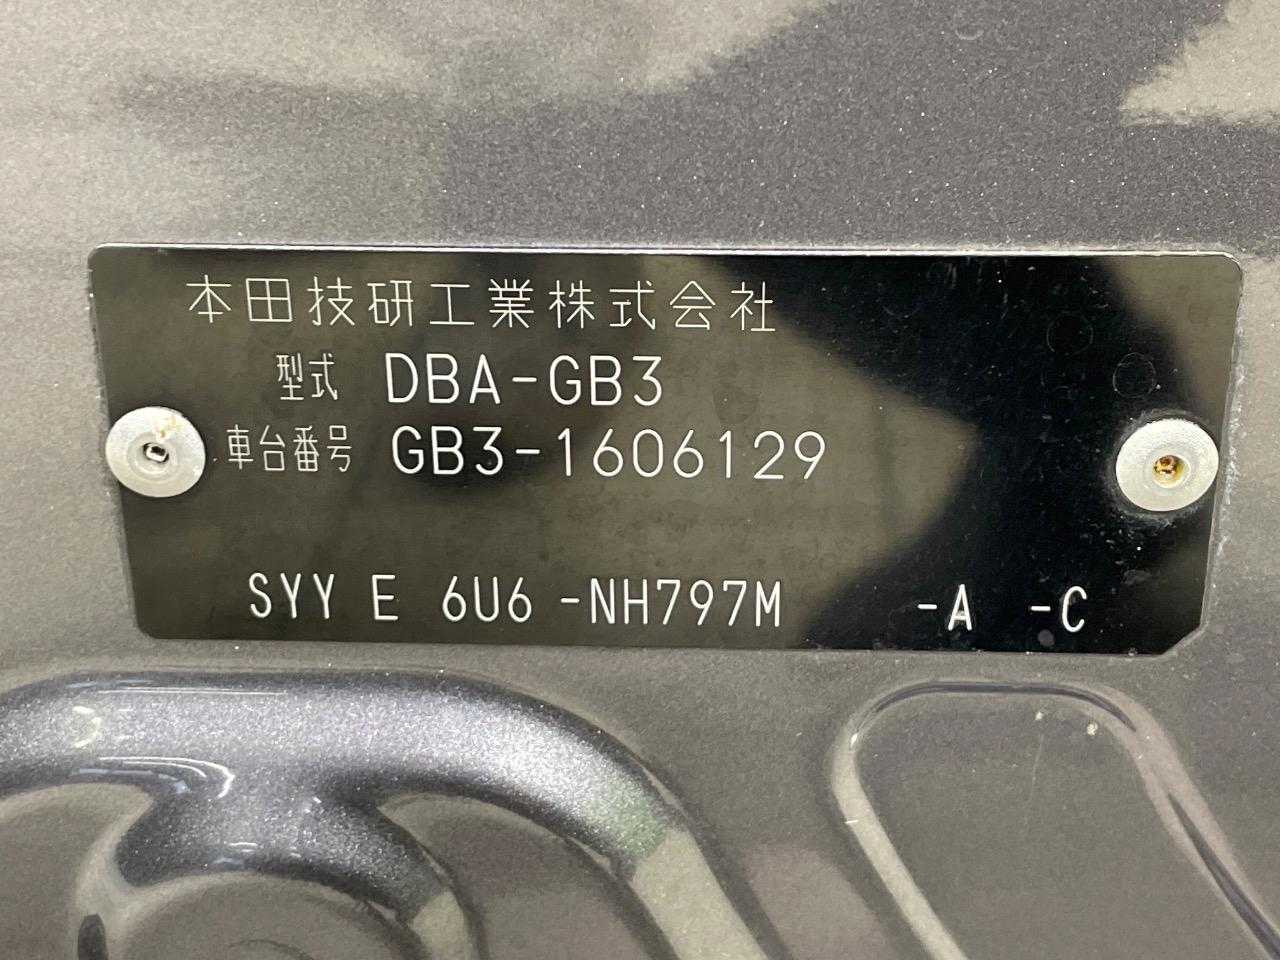 本田技研工業株式会社
型式 DBA-GB3
車台番号 GB3-1606129
SYY E 6U6 -NH797M -A -C